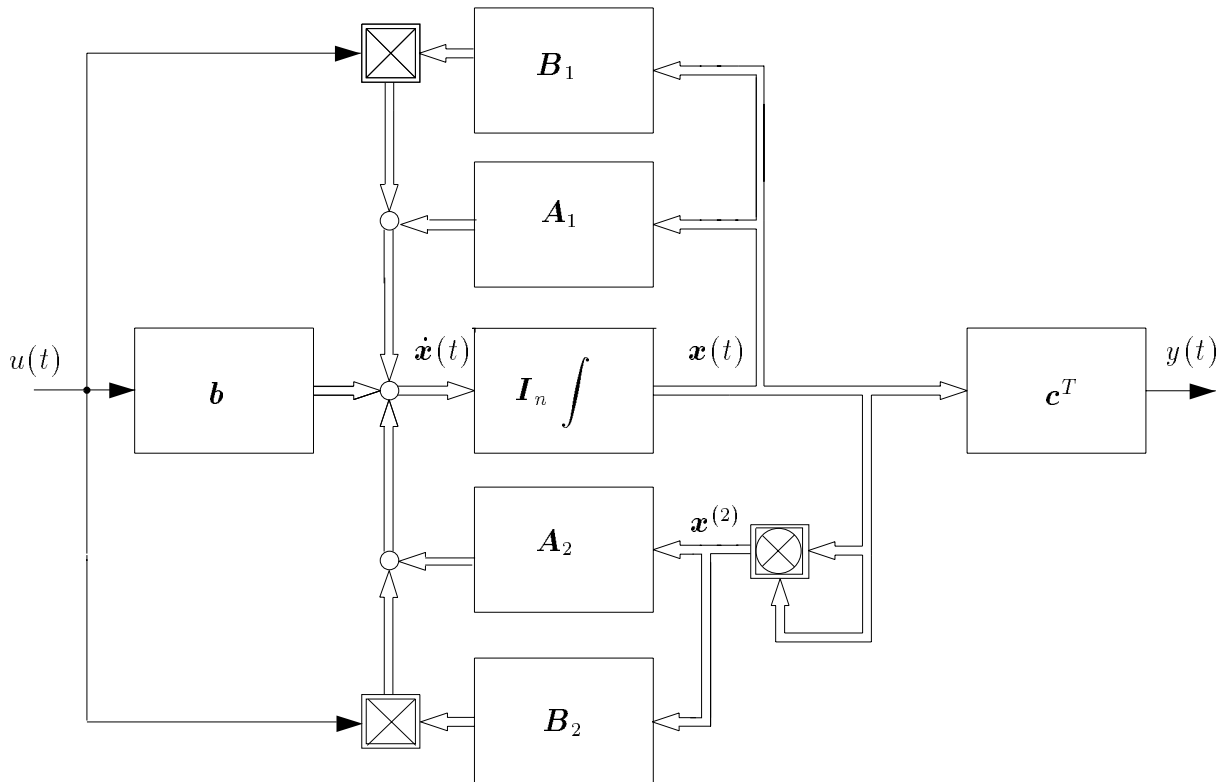 B₁
A₁
u(t)
b
ẋ(t)
Iₙ ∫
x(t)
cᵀ
y(t)
A₂
x⁽²⁾
B₂